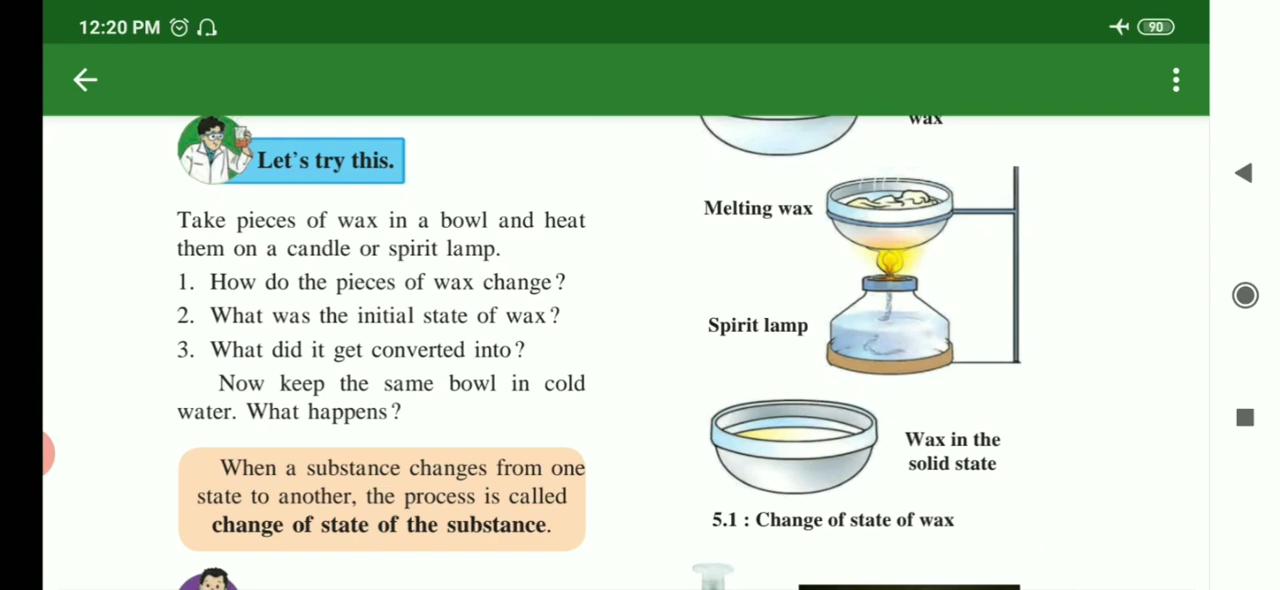 12:20 PM
90
Let's try this.
Take pieces of wax in a bowl and heat
them on a candle or spirit lamp.
1. How do the pieces of wax change?
2. What was the initial state of wax?
3. What did it get converted into?
Now keep the same bowl in cold
water. What happens?
When a substance changes from one
state to another, the process is called
change of state of the substance.
wax
Melting wax
Spirit lamp
Wax in the
solid state
5.1 : Change of state of wax